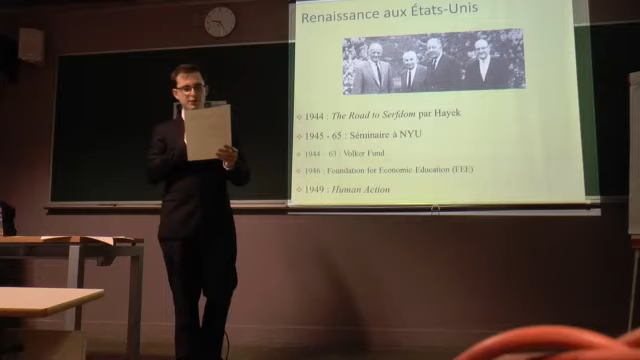 Renaissance aux États-Unis
❖ 1944 : The Road to Serfdom par Hayek
❖ 1945 - 65 : Séminaire à NYU
❖ 1944 – 63 : Volker Fund
❖ 1946 : Foundation for Economic Education (FEE)
❖ 1949 : Human Action